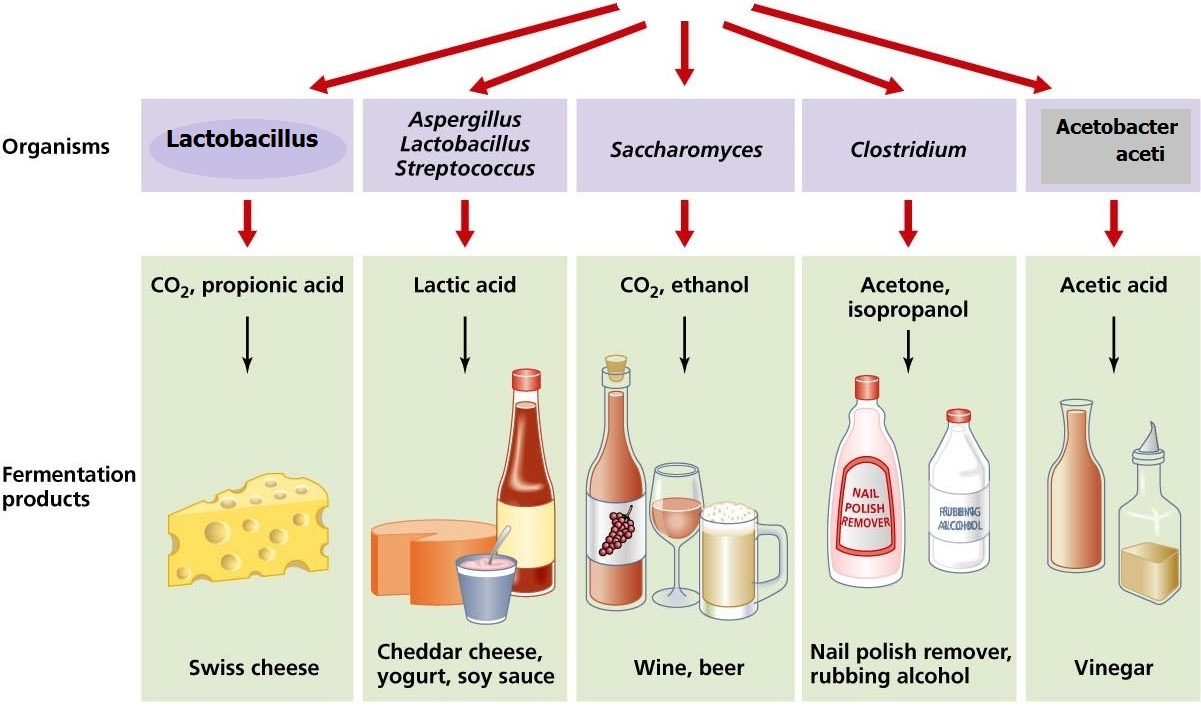 Organisms
Lactobacillus
Aspergillus
Lactobacillus
Streptococcus
Saccharomyces
Clostridium
Acetobacter
aceti
CO₂, propionic acid
Lactic acid
CO₂, ethanol
Acetone,
isopropanol
Acetic acid
Fermentation
products
NAIL
POLISH
REMOVER
RUBBING
ALCOHOL
Swiss cheese
Cheddar cheese,
yogurt, soy sauce
Wine, beer
Nail polish remover,
rubbing alcohol
Vinegar